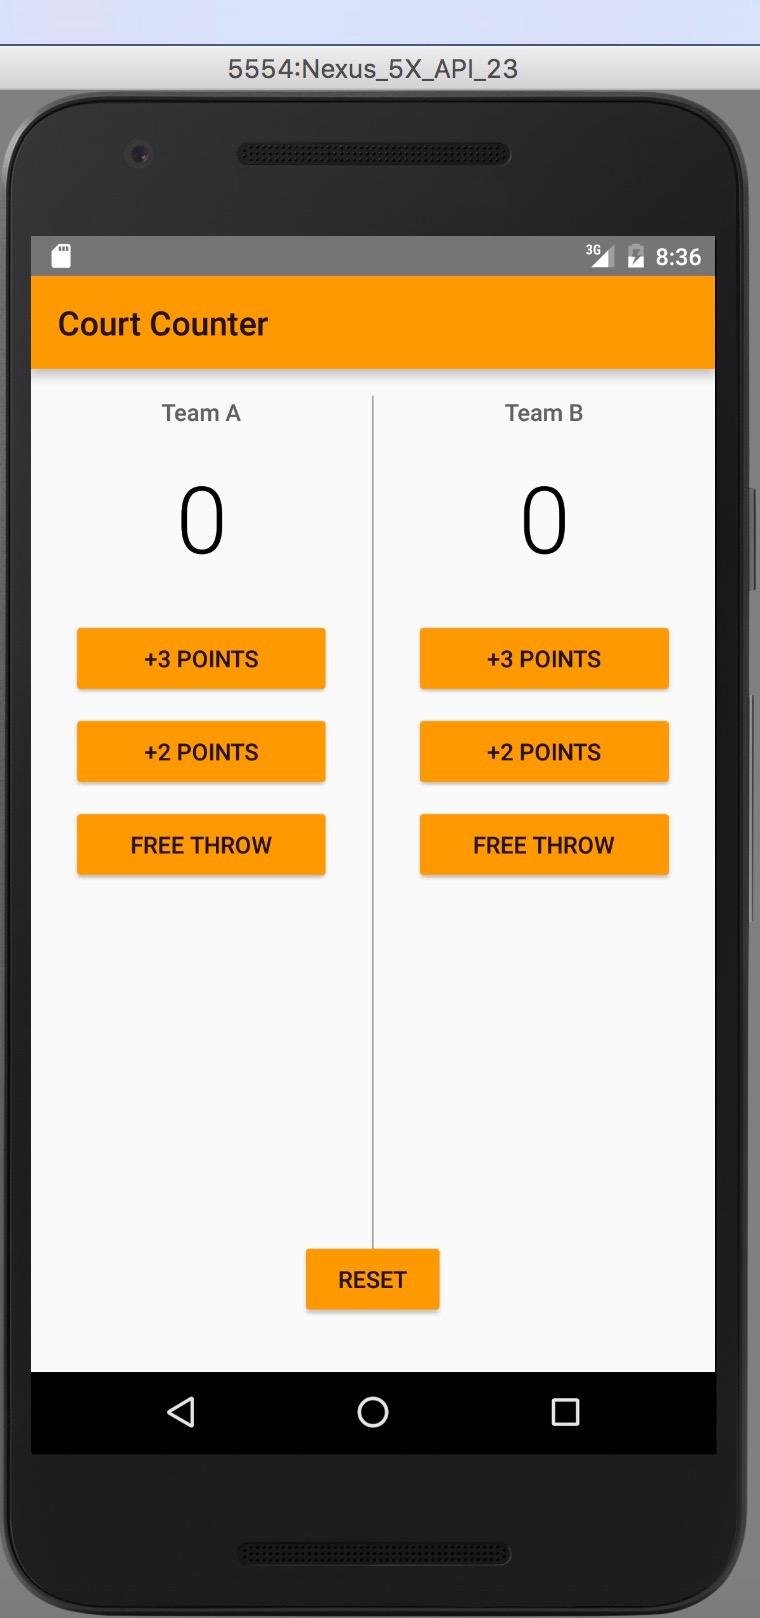 5554:Nexus_5X_API_23
3G 8:36
Court Counter
Team A
0
+3 POINTS
+2 POINTS
FREE THROW
Team B
0
+3 POINTS
+2 POINTS
FREE THROW
RESET